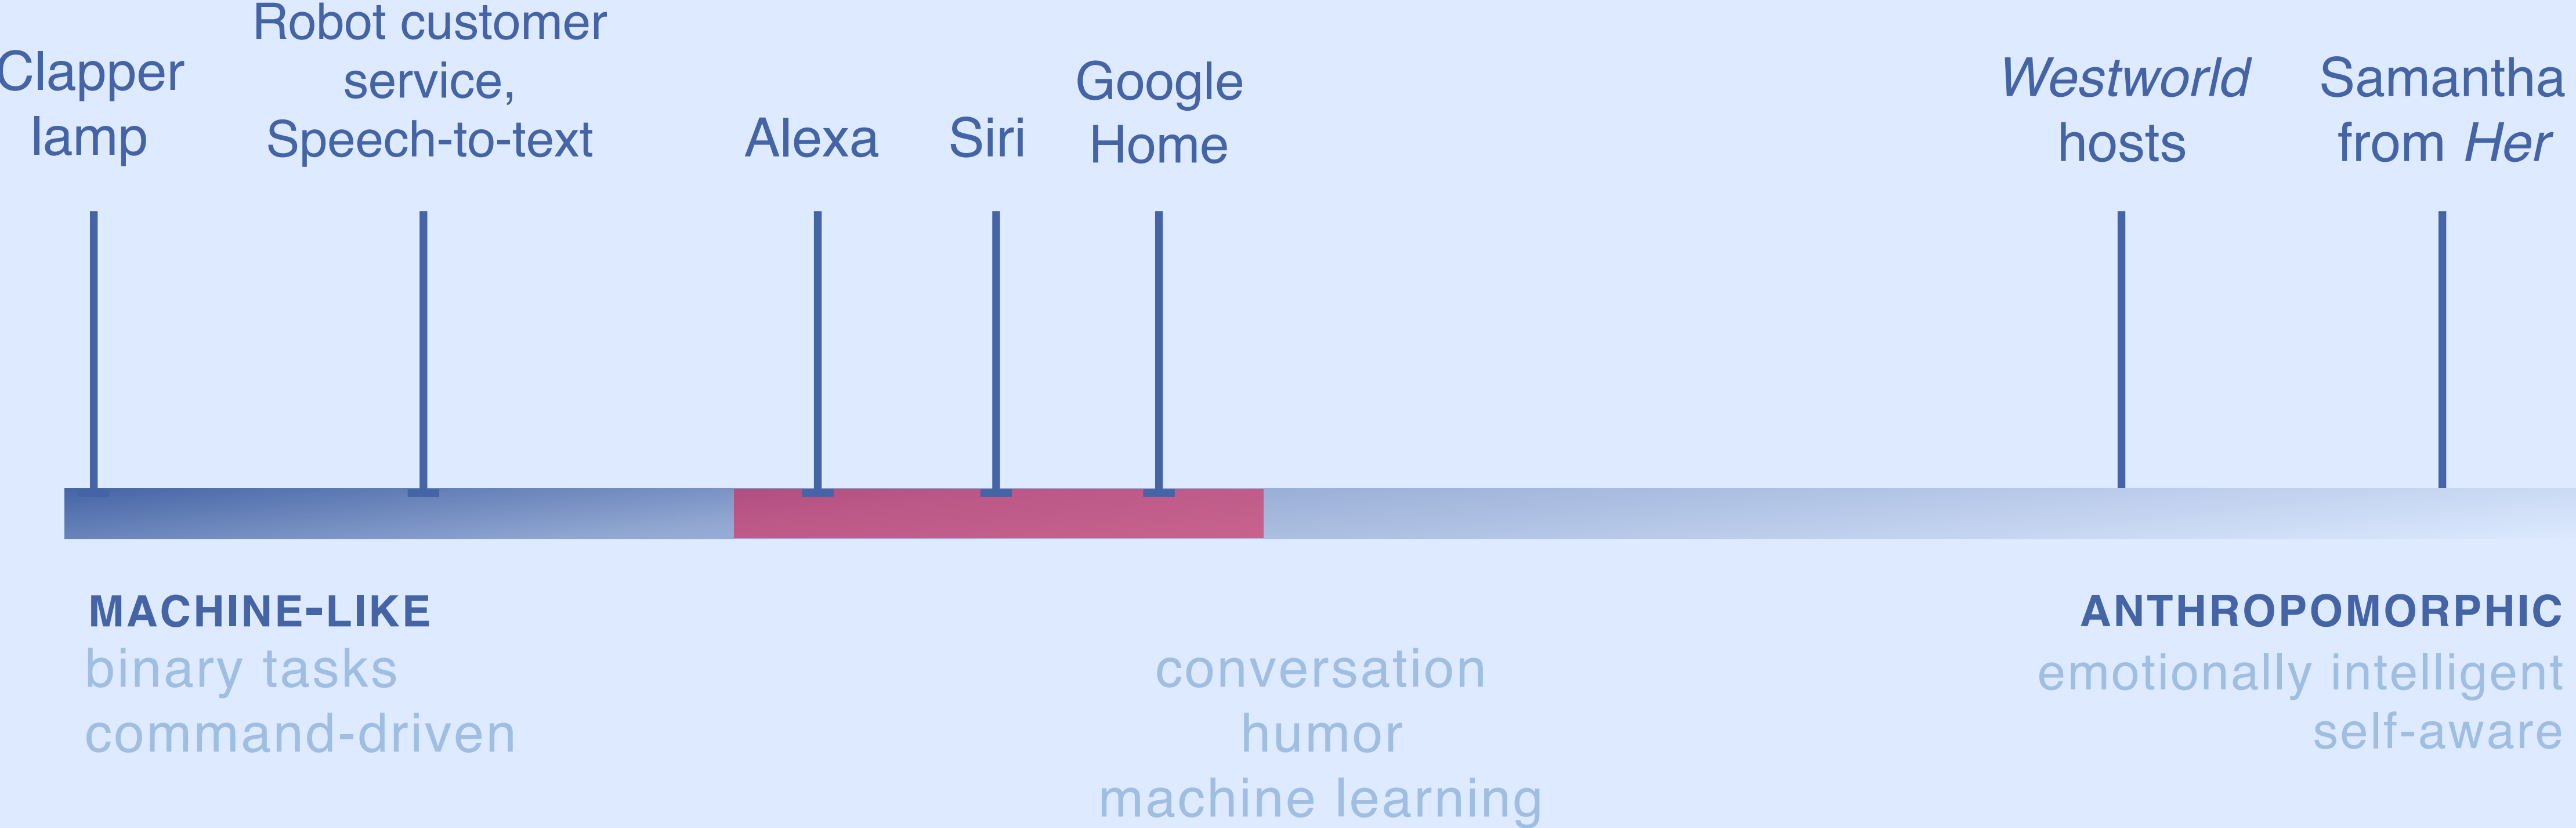 Clapper
lamp
Robot customer
service,
Speech-to-text
Alexa
Siri
Google
Home
Westworld
hosts
Samantha
from Her
MACHINE-LIKE
binary tasks
command-driven
conversation
humor
machine learning
ANTHROPOMORPHIC
emotionally intelligent
self-aware